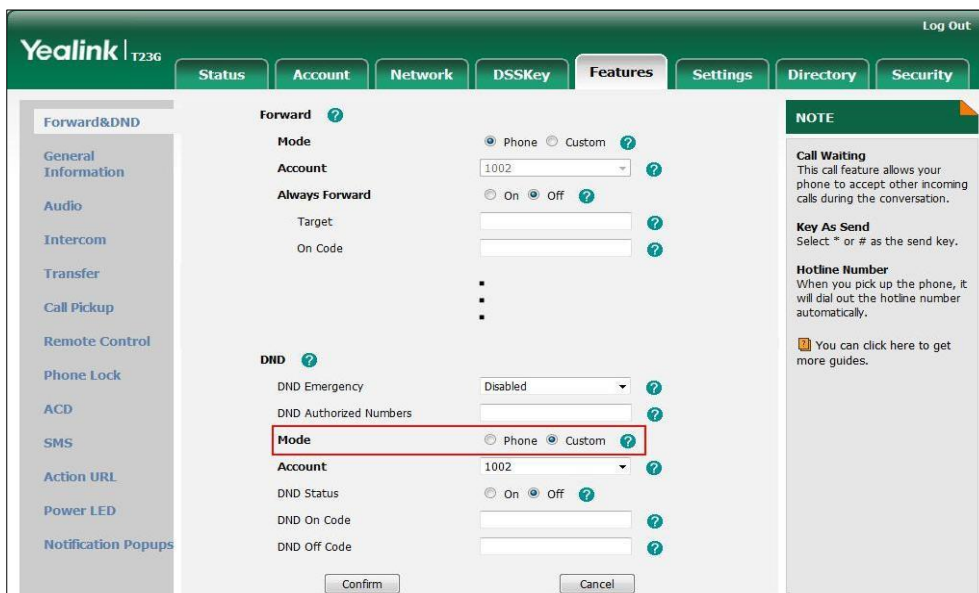 Log Out
Yealink T23G
Status Account Network DSSKey Features Settings Directory Security
Forward&DND
General
Information
Audio
Intercom
Transfer
Call Pickup
Remote Control
Phone Lock
ACD
SMS
Action URL
Power LED
Notification Popups
Forward ?
Mode Phone Custom ?
Account 1002 ?
Always Forward On Off ?
Target ?
On Code ?
DND ?
DND Emergency Disabled ?
DND Authorized Numbers ?
Mode Phone Custom ?
Account 1002 ?
DND Status On Off ?
DND On Code ?
DND Off Code ?
Confirm Cancel
NOTE
Call Waiting
This call feature allows your
phone to accept other incoming
calls during the conversation.
Key As Send
Select * or # as the send key.
Hotline Number
When you pick up the phone, it
will dial out the hotline number
automatically.
? You can click here to get
more guides.